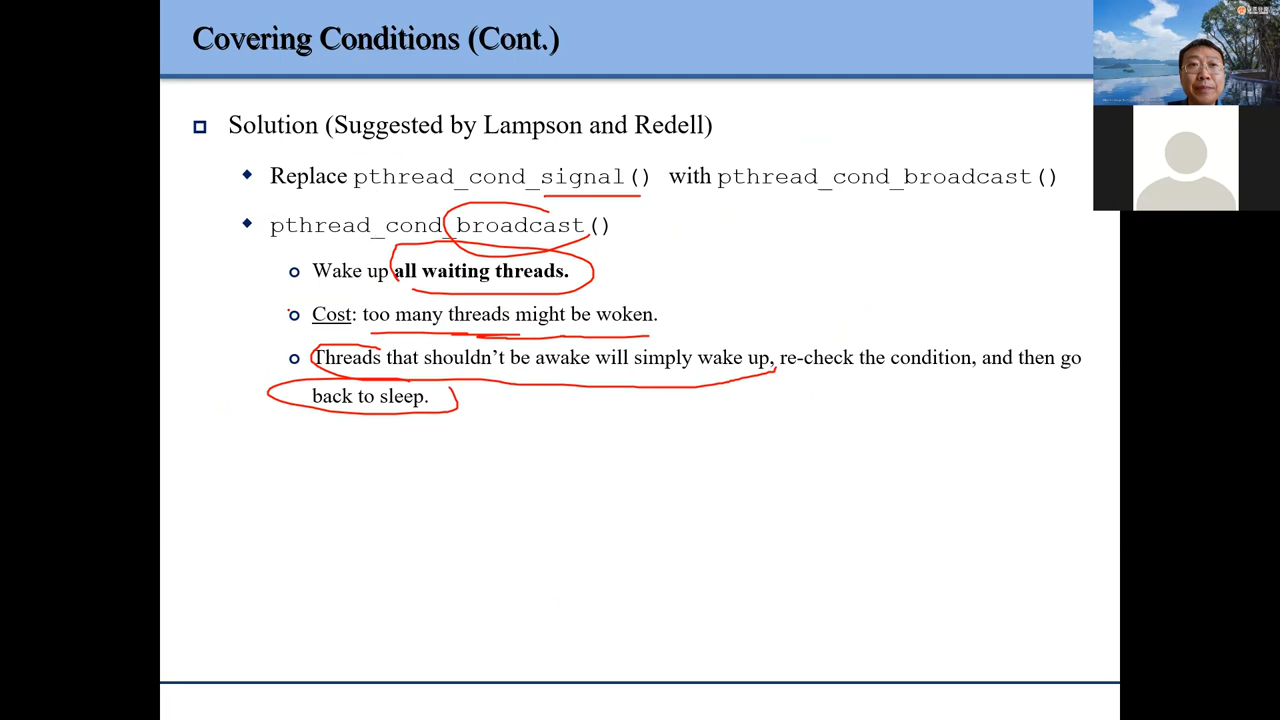 Covering Conditions (Cont.)
Solution (Suggested by Lampson and Redell)
Replace pthread_cond_signal() with pthread_cond_broadcast()
pthread_cond_broadcast()
Wake up all waiting threads.
Cost: too many threads might be woken.
Threads that shouldn't be awake will simply wake up, re-check the condition, and then go
back to sleep.